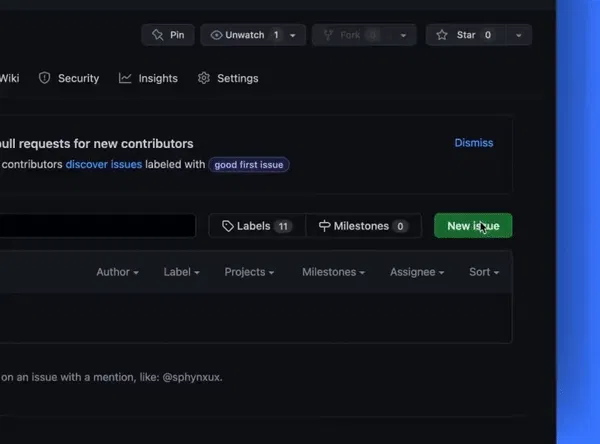 Pin Unwatch 1 Fork 0 Star 0
Wiki Security Insights Settings
pull requests for new contributors
Dismiss
contributors discover issues labeled with good first issue
Labels 11 Milestones 0 New issue
Author Label Projects Milestones Assignee Sort
on an issue with a mention, like: @sphynxux.